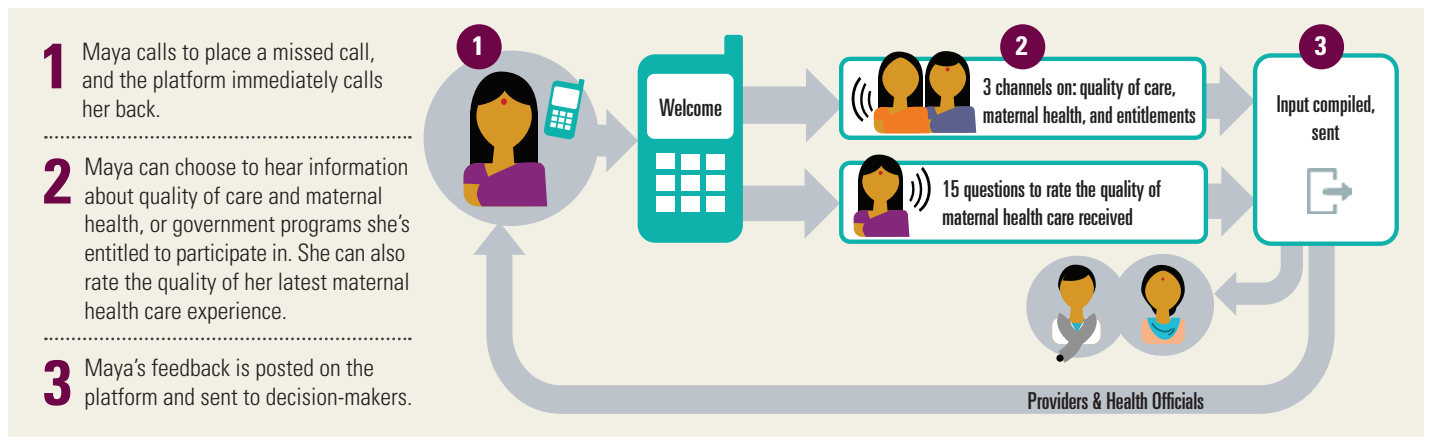 1 Maya calls to place a missed call,
and the platform immediately calls
her back.
2 Maya can choose to hear information
about quality of care and maternal
health, or government programs she's
entitled to participate in. She can also
rate the quality of her latest maternal
health care experience.
3 Maya's feedback is posted on the
platform and sent to decision-makers.
1
Welcome
2
3 channels on: quality of care,
maternal health, and entitlements
15 questions to rate the quality of
maternal health care received
3
Input compiled,
sent
Providers & Health Officials